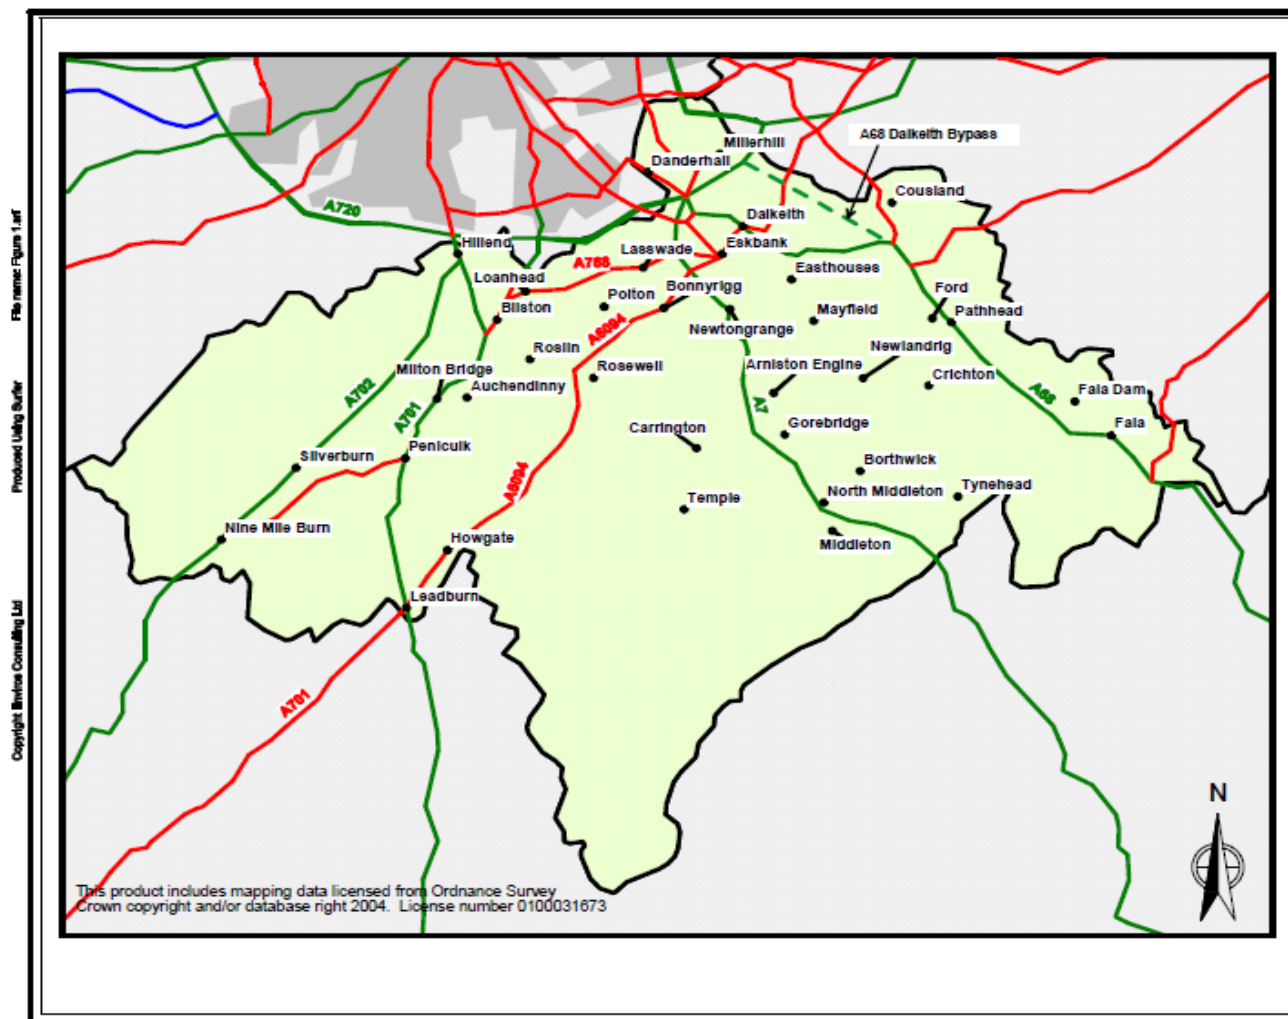 A68 Dalkeith Bypass
Millerhill
Danderhall
Cousland
A720
Dalkeith
Hillend
Lasswade
Eskbank
A768
Loanhead
Easthouses
Polton
Bonnyrigg
Ford
Bilston
Mayfield
Pathhead
A6094
Newtongrange
Roslin
Newlandrig
Milton Bridge
Rosewell
Arniston Engine
Crichton
A702
Auchendinny
A68
Fala Dam
A701
A7
Carrington
Gorebridge
Fala
Penicuik
Silverburn
Borthwick
A6094
Temple
North Middleton
Tynehead
Nine Mile Burn
Howgate
Middleton
Leadburn
A701
N
This product includes mapping data licensed from Ordnance Survey
Crown copyright and/or database right 2004. License number 0100031673
Copyright Enviros Consulting Ltd
Produced Using Surfer
File name: Figure 1.srf